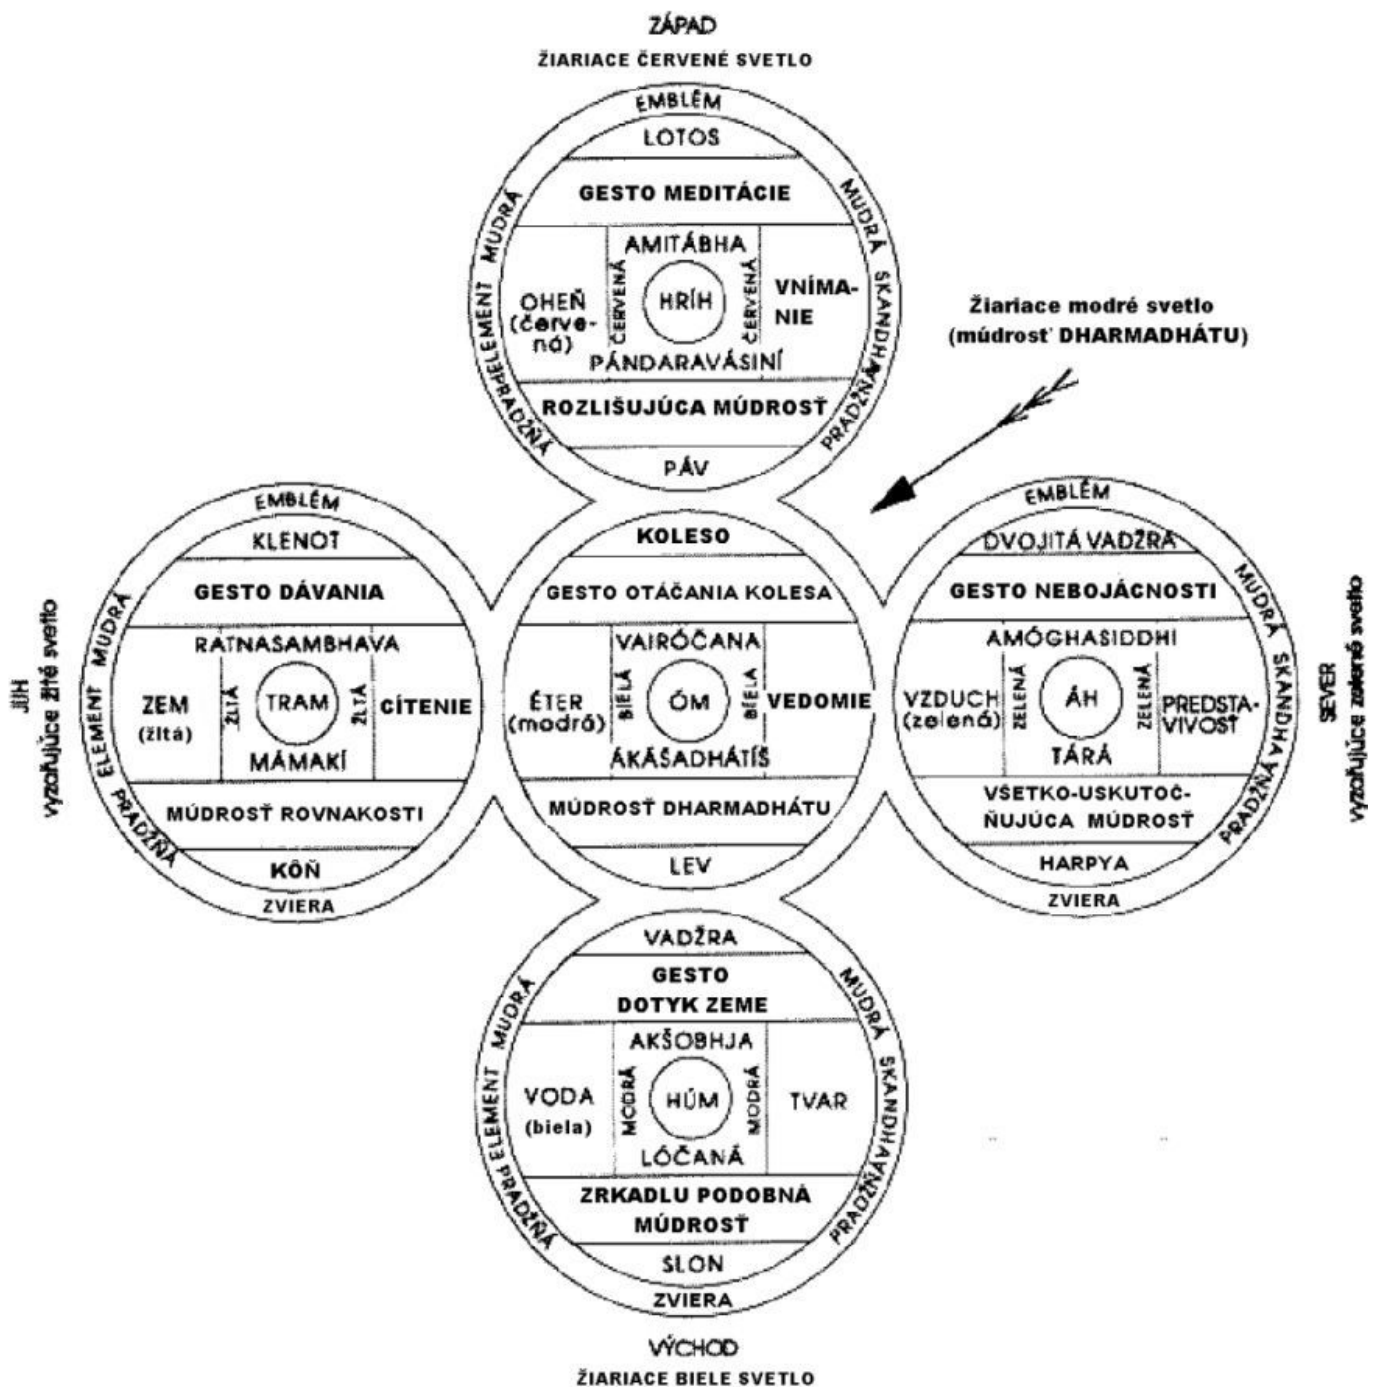 ZÁPAD
ŽIARIACE ČERVENÉ SVETLO
EMBLÉM
LOTOS
MUDRÁ
GESTO MEDITÁCIE
MUDRÁ
ELEMENT
AMITÁBHA
OHEŇ
(červe-
ná)
ČERVENÁ
HRÍH
ČERVENÁ
VNÍMA-
NIE
SKANDHA
PÁNDARAVÁSINÍ
PRADŽŇÁ
ROZLIŠUJÚCA MÚDROSŤ
PRADŽŇÁ
PÁV
Žiariace modré svetlo
(múdrosť DHARMADHÁTU)
JIH
vyzařujúce žlté svetlo
EMBLÉM
KLENOT
MUDRÁ
GESTO DÁVANIA
ELEMENT
RATNASAMBHAVA
ZEM
(žltá)
ŽLTÁ
TRAM
ŽLTÁ
CÍTENIE
MÁMAKÍ
PRADŽŇÁ
MÚDROSŤ ROVNAKOSTI
KÔŇ
ZVIERA
KOLESO
GESTO OTÁČANIA KOLESA
VAIRÓČANA
ÉTER
(modrá)
BIELÁ
ÓM
BIELA
VEDOMIE
ÁKÁŠADHÁTÍŠ
MÚDROSŤ DHARMADHÁTU
LEV
EMBLÉM
DVOJITÁ VADŽRA
GESTO NEBOJÁCNOSTI
MUDRÁ
AMÓGHASIDDHI
VZDUCH
(zelená)
ZELENÁ
ÁH
ZELENÁ
PREDSTA-
VIVOSŤ
SKANDHA
TÁRÁ
VŠETKO-USKUTOČ-
ŇUJÚCA MÚDROSŤ
PRADŽŇÁ
HARPYA
ZVIERA
SEVER
vyzařujúce zelené svetlo
VADŽRA
MUDRÁ
GESTO
DOTYK ZEME
MUDRÁ
ELEMENT
AKŠOBHJA
VODA
(biela)
MODRÁ
HÚM
MODRÁ
TVAR
SKANDHA
LÓČANÁ
PRADŽŇÁ
ZRKADLU PODOBNÁ
MÚDROSŤ
PRADŽŇÁ
SLON
ZVIERA
VÝCHOD
ŽIARIACE BIELE SVETLO